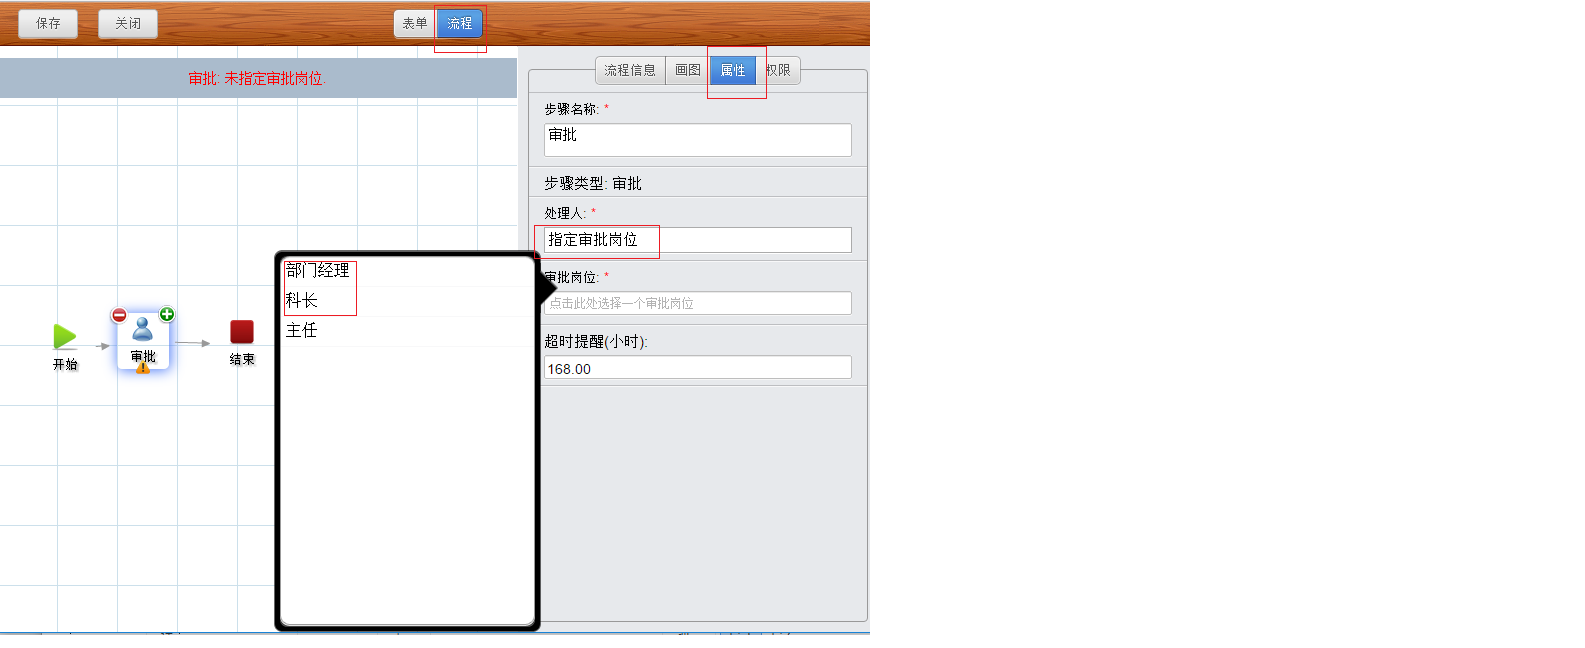 保存
关闭
表单
流程
审批: 未指定审批岗位.
流程信息
画图
属性
权限
步骤名称: *
审批
步骤类型: 审批
处理人: *
指定审批岗位
审批岗位: *
点击此处选择一个审批岗位
超时提醒(小时):
168.00
部门经理
科长
主任
开始
审批
结束